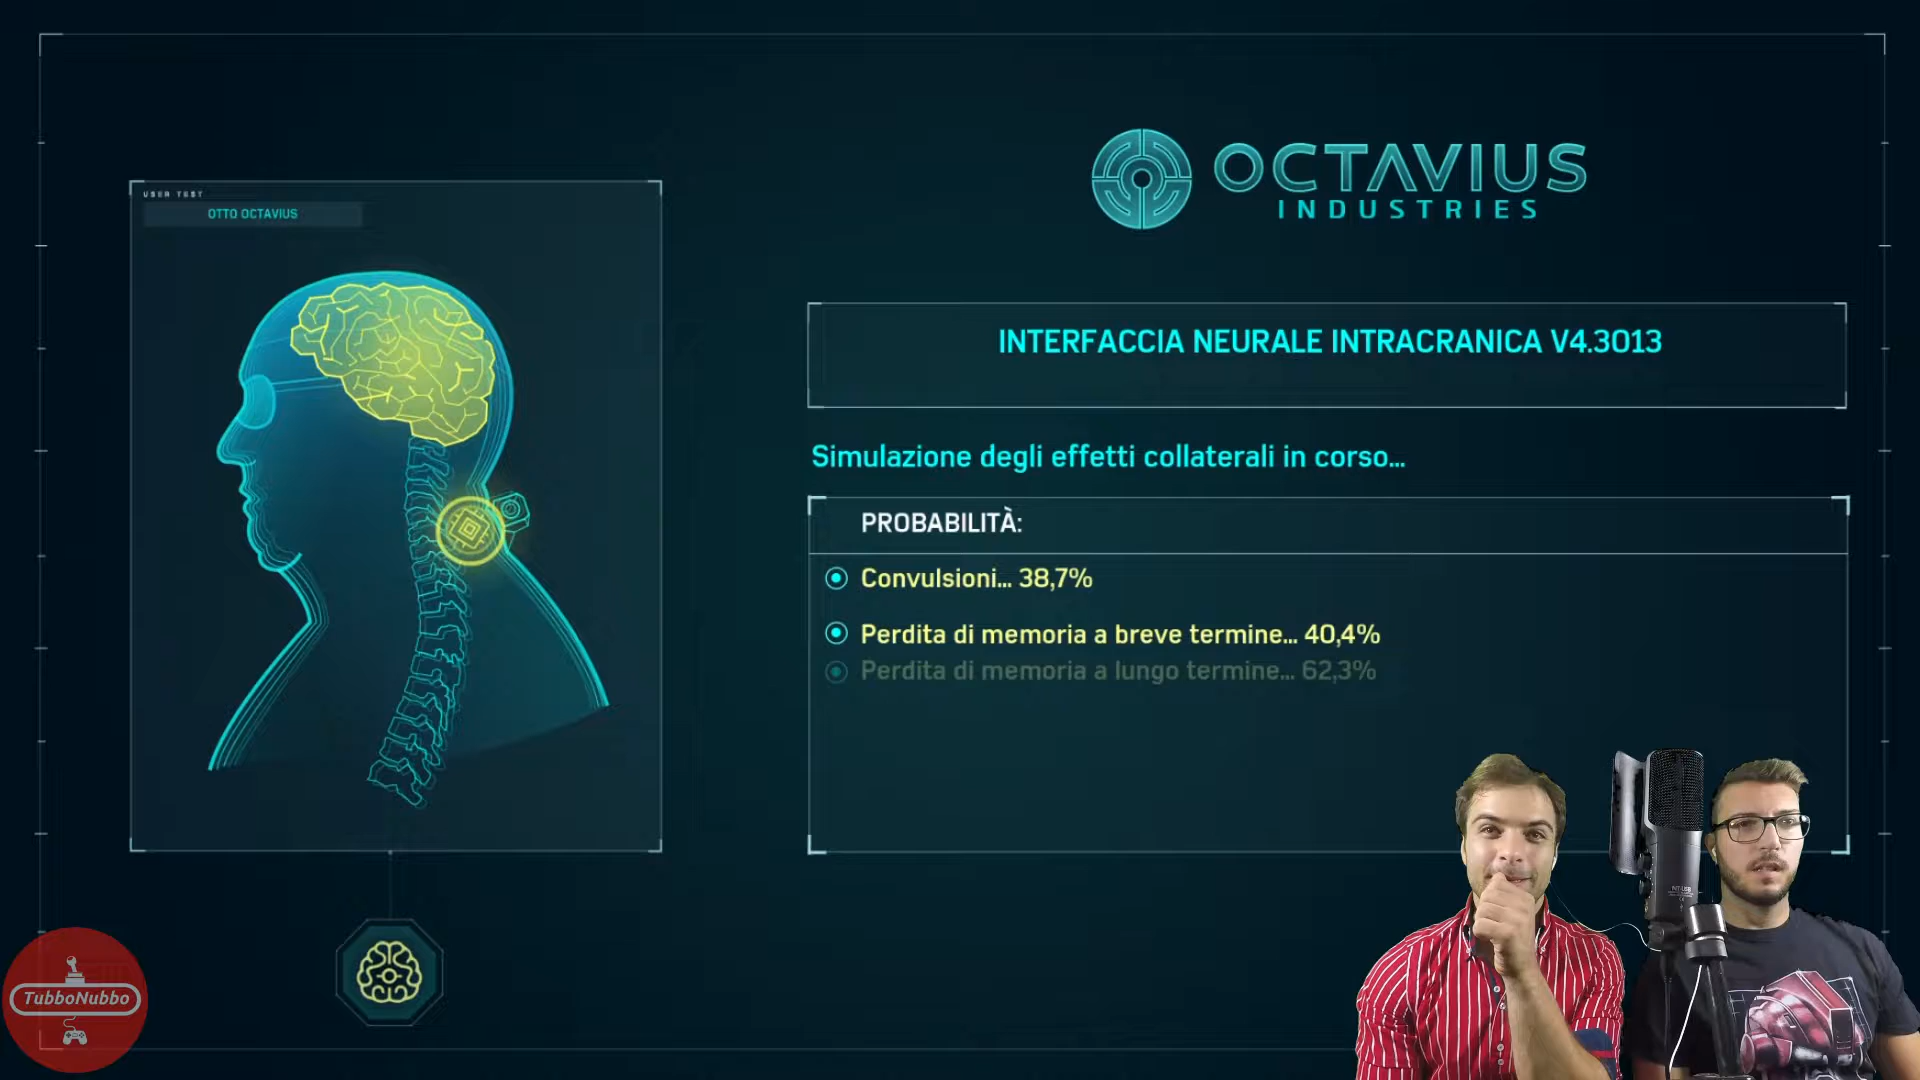 USER TEST
OTTO OCTAVIUS
OCTAVIUS
INDUSTRIES
INTERFACCIA NEURALE INTRACRANICA V4.3013
Simulazione degli effetti collaterali in corso...
PROBABILITÀ:
Convulsioni... 38,7%
Perdita di memoria a breve termine... 40,4%
Perdita di memoria a lungo termine... 62,3%
TubboNubbo